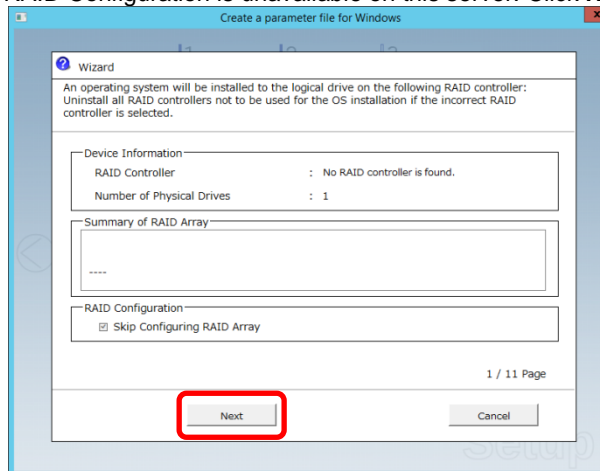 RAID Configuration is unavailable on this server. Click
Create a parameter file for Windows
x
1 2 3
? Wizard
An operating system will be installed to the logical drive on the following RAID controller:
Uninstall all RAID controllers not to be used for the OS installation if the incorrect RAID
controller is selected.
Device Information
RAID Controller : No RAID controller is found.
Number of Physical Drives : 1
Summary of RAID Array
----
RAID Configuration
Skip Configuring RAID Array
1 / 11 Page
Next Cancel
Setup